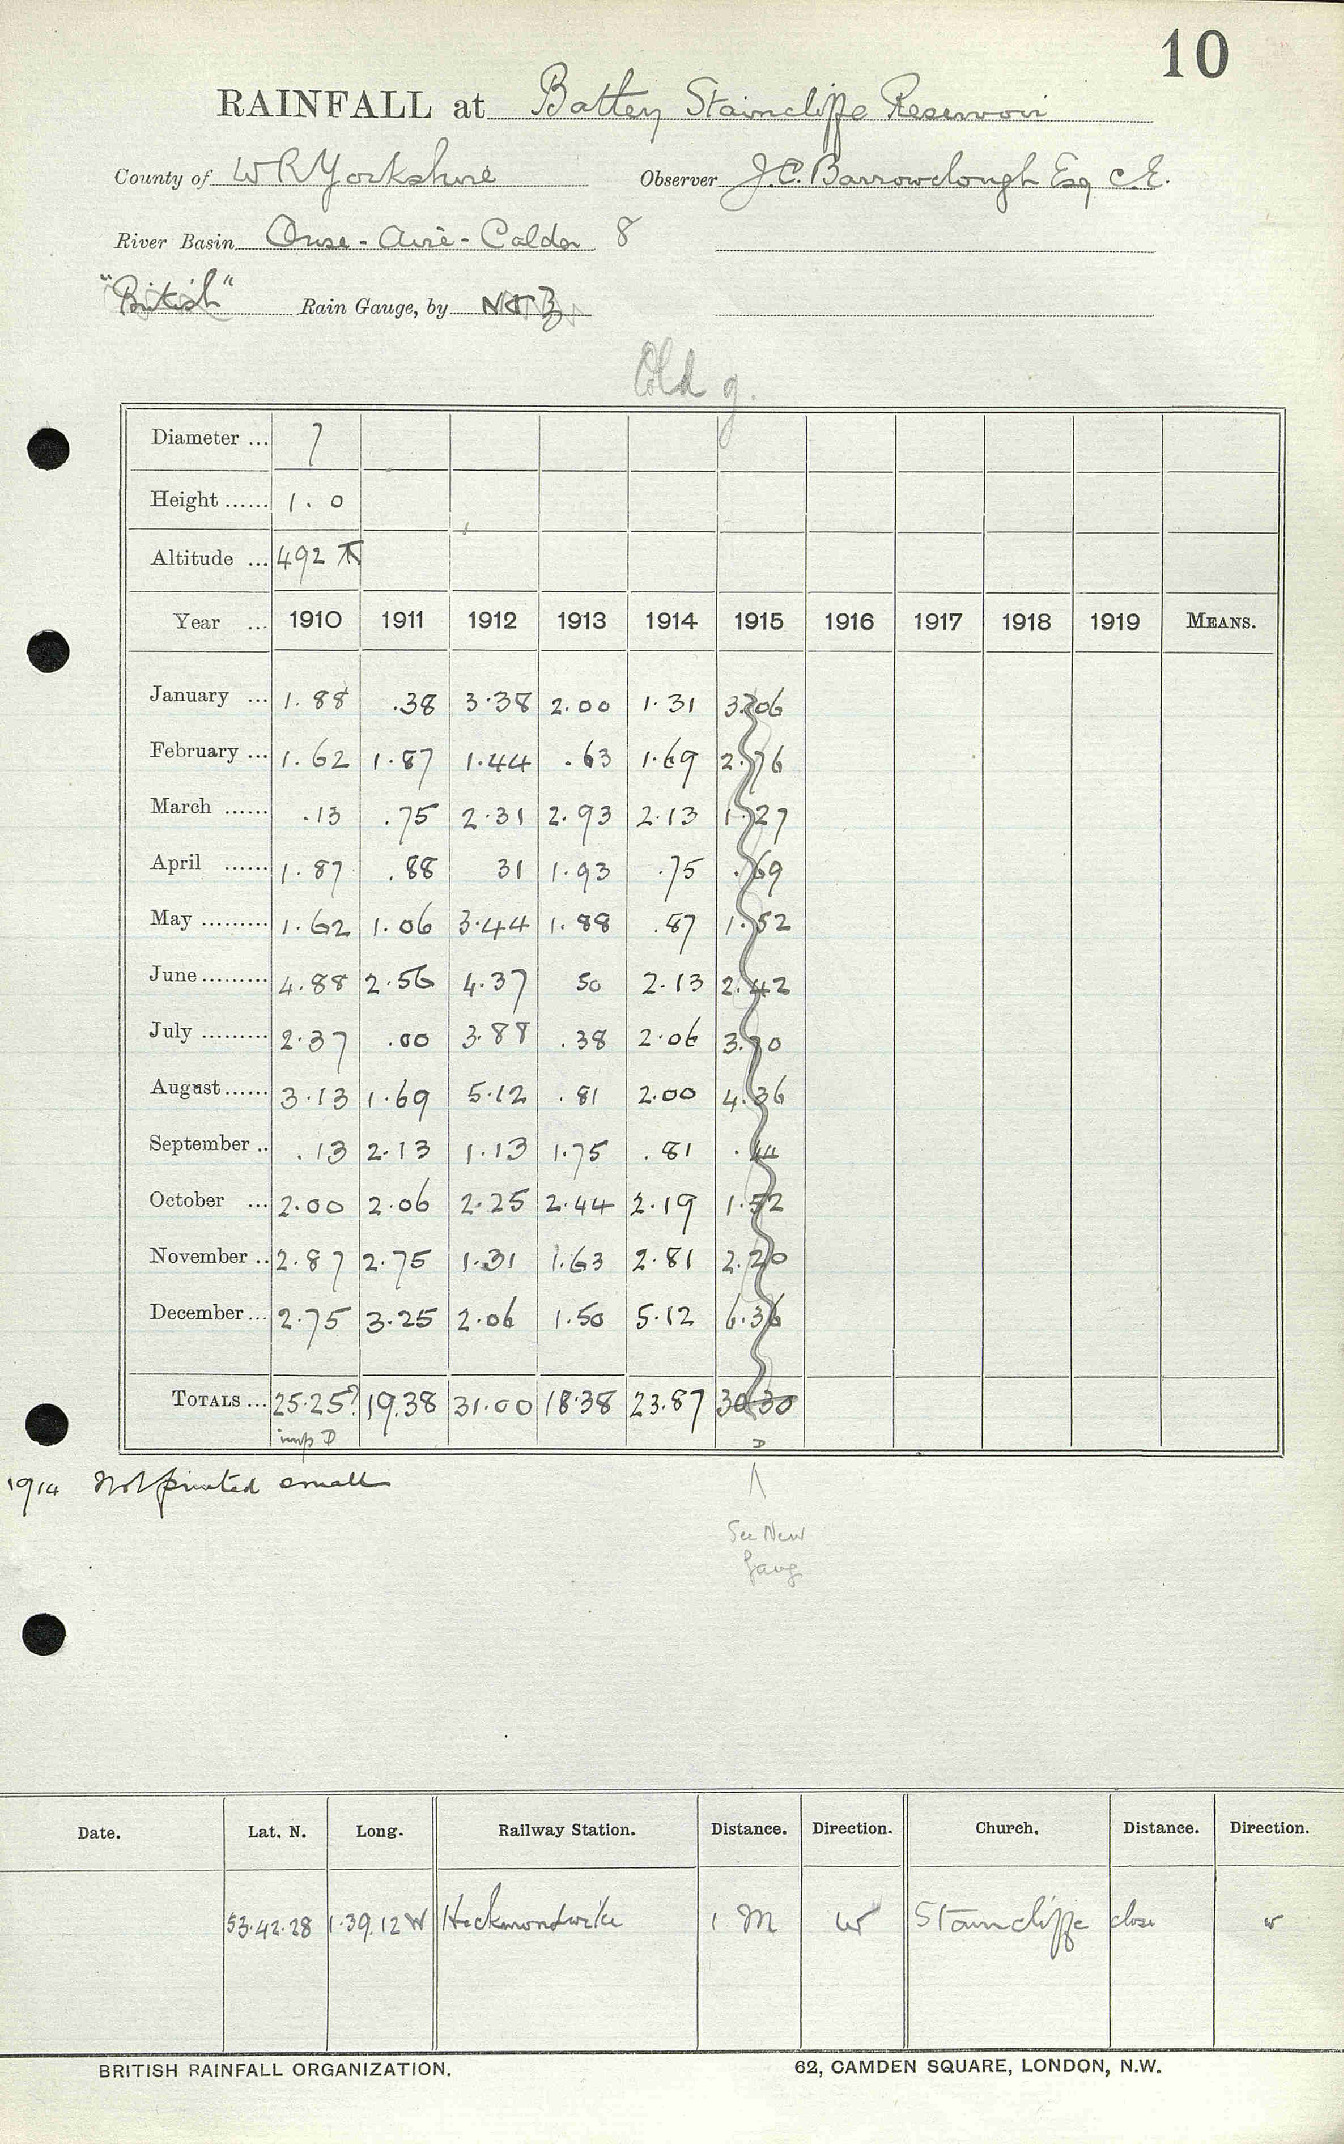 10
RAINFALL at Batley Staincliffe Reservoir
County of W R Yorkshire Observer J.C. Barrowclough Esq C.E.
River Basin Ouse - Aire - Calder 8
"British" Rain Gauge, by N & Z
Old g.
Diameter ...
Height ...... 1.0
Altitude ... 492
Year ... 1910 1911 1912 1913 1914 1915 1916 1917 1918 1919 MEANS.
January ... 1.88 .38 3.38 2.00 1.31 3.06
February ... 1.62 1.87 1.44 .63 1.69 2.76
March ...... .13 .75 2.31 2.93 2.13 1.27
April ...... 1.87 .88 31 1.93 .75 .69
May ......... 1.62 1.06 3.44 1.88 .87 1.52
June ......... 4.88 2.56 4.37 50 2.13 2.42
July ......... 2.37 .00 3.88 .38 2.06 3.70
August ...... 3.13 1.69 5.12 .81 2.00 4.36
September .. .13 2.13 1.13 1.75 .81 .44
October ... 2.00 2.06 2.25 2.44 2.19 1.52
November .. 2.87 2.75 1.31 1.63 2.81 2.20
December ... 2.75 3.25 2.06 1.50 5.12 6.36
TOTALS ... 25.25? 19.38 31.00 18.38 23.87 30.30
imp D D
1914 Not printed small
See New
Gaug
Date. Lat. N. Long. Railway Station. Distance. Direction. Church. Distance. Direction.
53.42.28 1.39.12 W Heckmondwike 1 M W Staincliffe close W
BRITISH RAINFALL ORGANIZATION. 62, CAMDEN SQUARE, LONDON, N.W.